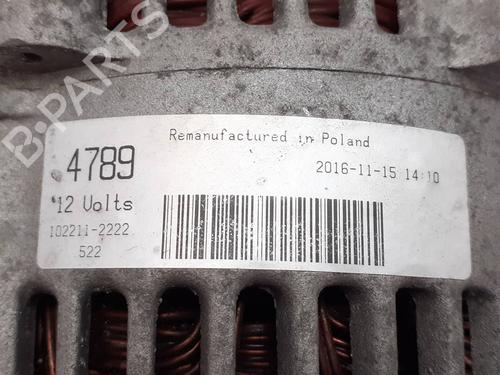 B-PARTS
Remanufactured in Poland
4789
2016-11-15 14:10
12 Volts
102211-2222
522